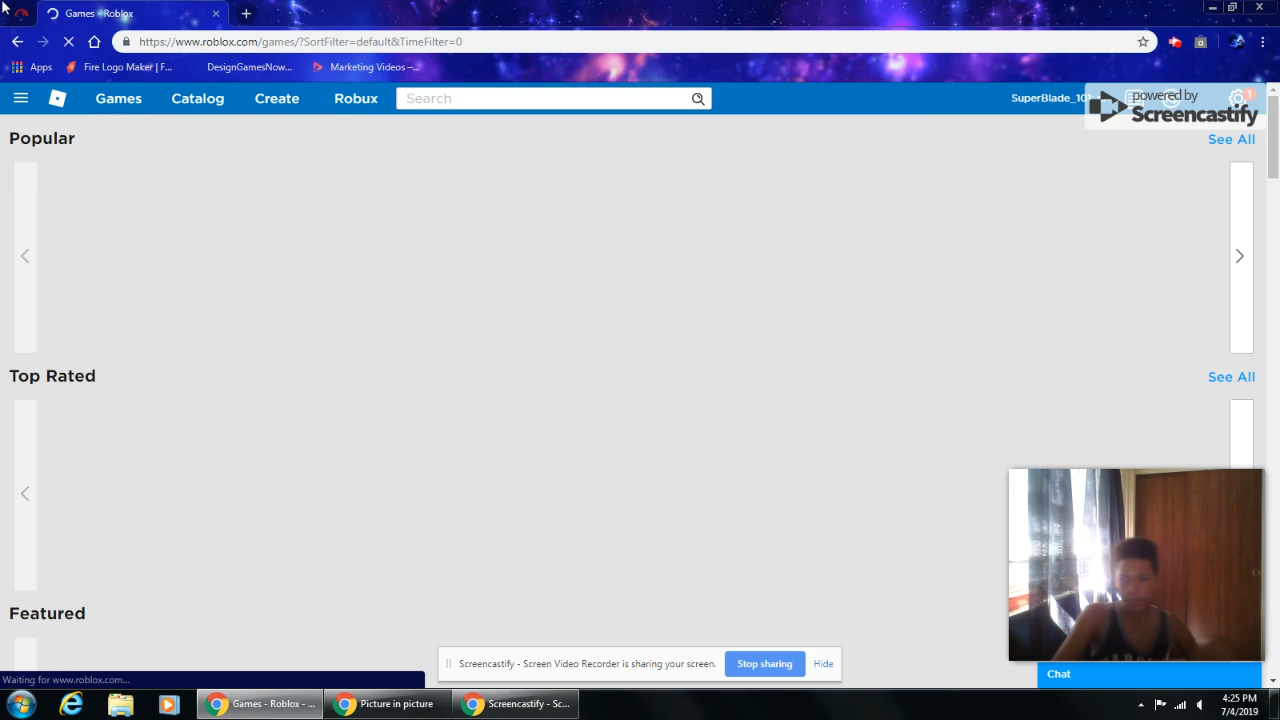 Games - Roblox
https://www.roblox.com/games/?SortFilter=default&TimeFilter=0
Apps
Fire Logo Maker | F...
DesignGamesNow...
Marketing Videos –...
Games
Catalog
Create
Robux
Search
SuperBlade_101
1
powered by
Screencastify
Popular
See All
Top Rated
See All
Featured
Screencastify - Screen Video Recorder is sharing your screen.
Stop sharing
Hide
Chat
Waiting for www.roblox.com...
Games - Roblox - ...
Picture in picture
Screencastify - Sc...
4:25 PM
7/4/2019